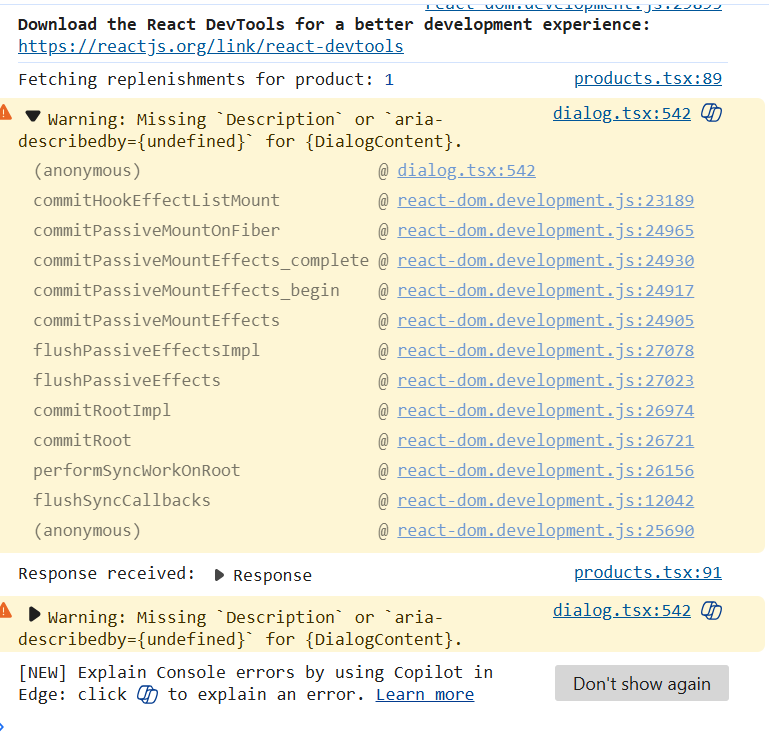 react-dom.development.js:29895
Download the React DevTools for a better development experience:
https://reactjs.org/link/react-devtools
Fetching replenishments for product: 1 products.tsx:89
Warning: Missing `Description` or `aria- dialog.tsx:542
describedby={undefined}` for {DialogContent}.
(anonymous) @ dialog.tsx:542
commitHookEffectListMount @ react-dom.development.js:23189
commitPassiveMountOnFiber @ react-dom.development.js:24965
commitPassiveMountEffects_complete @ react-dom.development.js:24930
commitPassiveMountEffects_begin @ react-dom.development.js:24917
commitPassiveMountEffects @ react-dom.development.js:24905
flushPassiveEffectsImpl @ react-dom.development.js:27078
flushPassiveEffects @ react-dom.development.js:27023
commitRootImpl @ react-dom.development.js:26974
commitRoot @ react-dom.development.js:26721
performSyncWorkOnRoot @ react-dom.development.js:26156
flushSyncCallbacks @ react-dom.development.js:12042
(anonymous) @ react-dom.development.js:25690
Response received: Response products.tsx:91
Warning: Missing `Description` or `aria- dialog.tsx:542
describedby={undefined}` for {DialogContent}.
[NEW] Explain Console errors by using Copilot in
Edge: click to explain an error. Learn more Don't show again